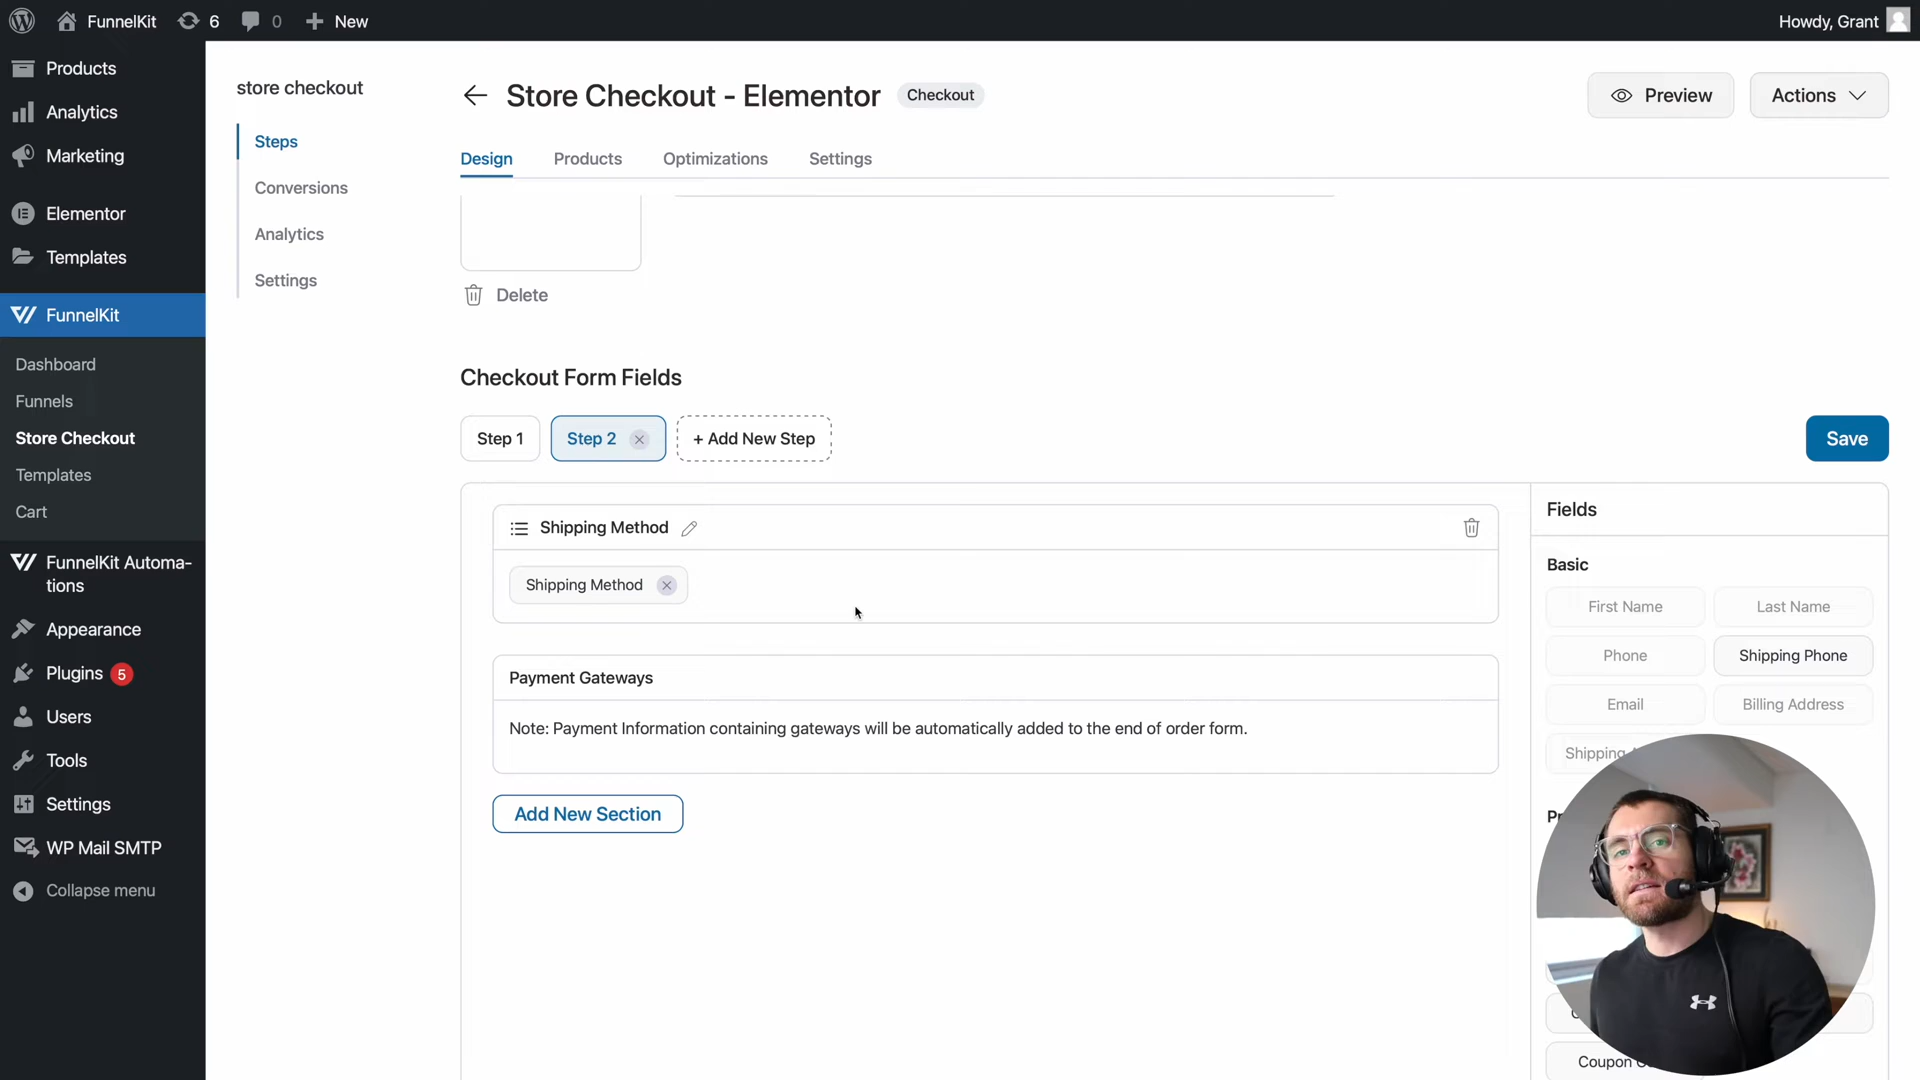 FunnelKit 6 0 New
Howdy, Grant
Products
Analytics
Marketing
Elementor
Templates
FunnelKit
Dashboard
Funnels
Store Checkout
Templates
Cart
FunnelKit Automa-
tions
Appearance
Plugins 5
Users
Tools
Settings
WP Mail SMTP
Collapse menu
store checkout
Steps
Conversions
Analytics
Settings
Store Checkout - Elementor Checkout
Preview
Actions
Design Products Optimizations Settings
Delete
Checkout Form Fields
Step 1 Step 2 + Add New Step
Save
Shipping Method
Shipping Method
Payment Gateways
Note: Payment Information containing gateways will be automatically added to the end of order form.
Add New Section
Fields
Basic
First Name Last Name
Phone Shipping Phone
Email Billing Address
Shipping
Coupon